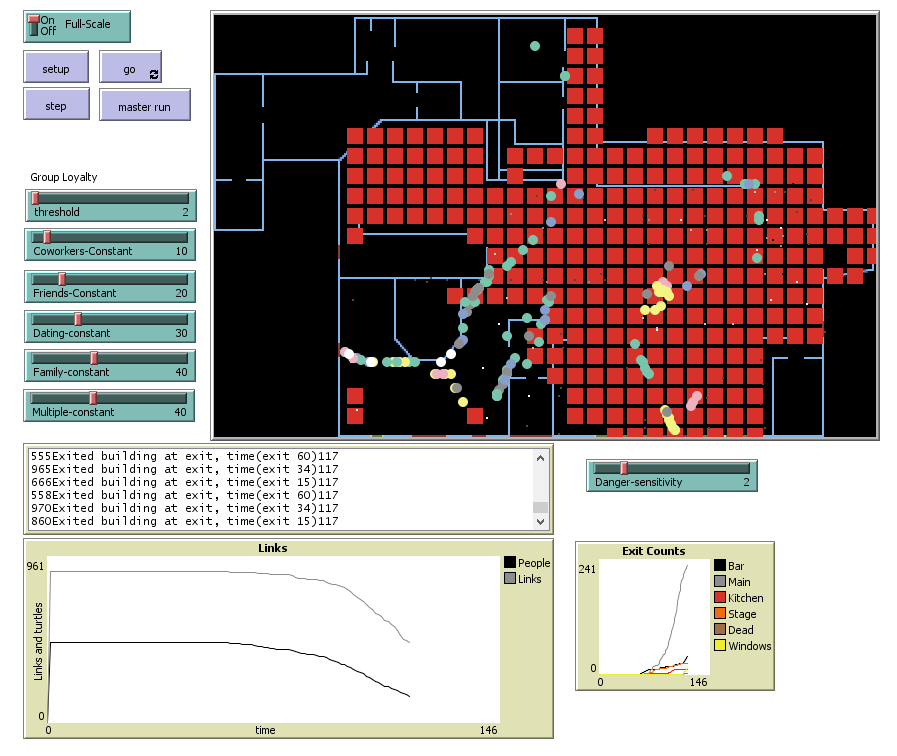 On
Off
Full-Scale
setup
go
step
master run
Group Loyalty
threshold 2
Coworkers-Constant 10
Friends-Constant 20
Dating-constant 30
Family-constant 40
Multiple-constant 40
555Exited building at exit, time(exit 60)117
965Exited building at exit, time(exit 34)117
666Exited building at exit, time(exit 15)117
558Exited building at exit, time(exit 60)117
970Exited building at exit, time(exit 34)117
860Exited building at exit, time(exit 15)117
Danger-sensitivity 2
Links
961
Links and turtles
0
0 time 146
People
Links
Exit Counts
241
0
0 146
Bar
Main
Kitchen
Stage
Dead
Windows